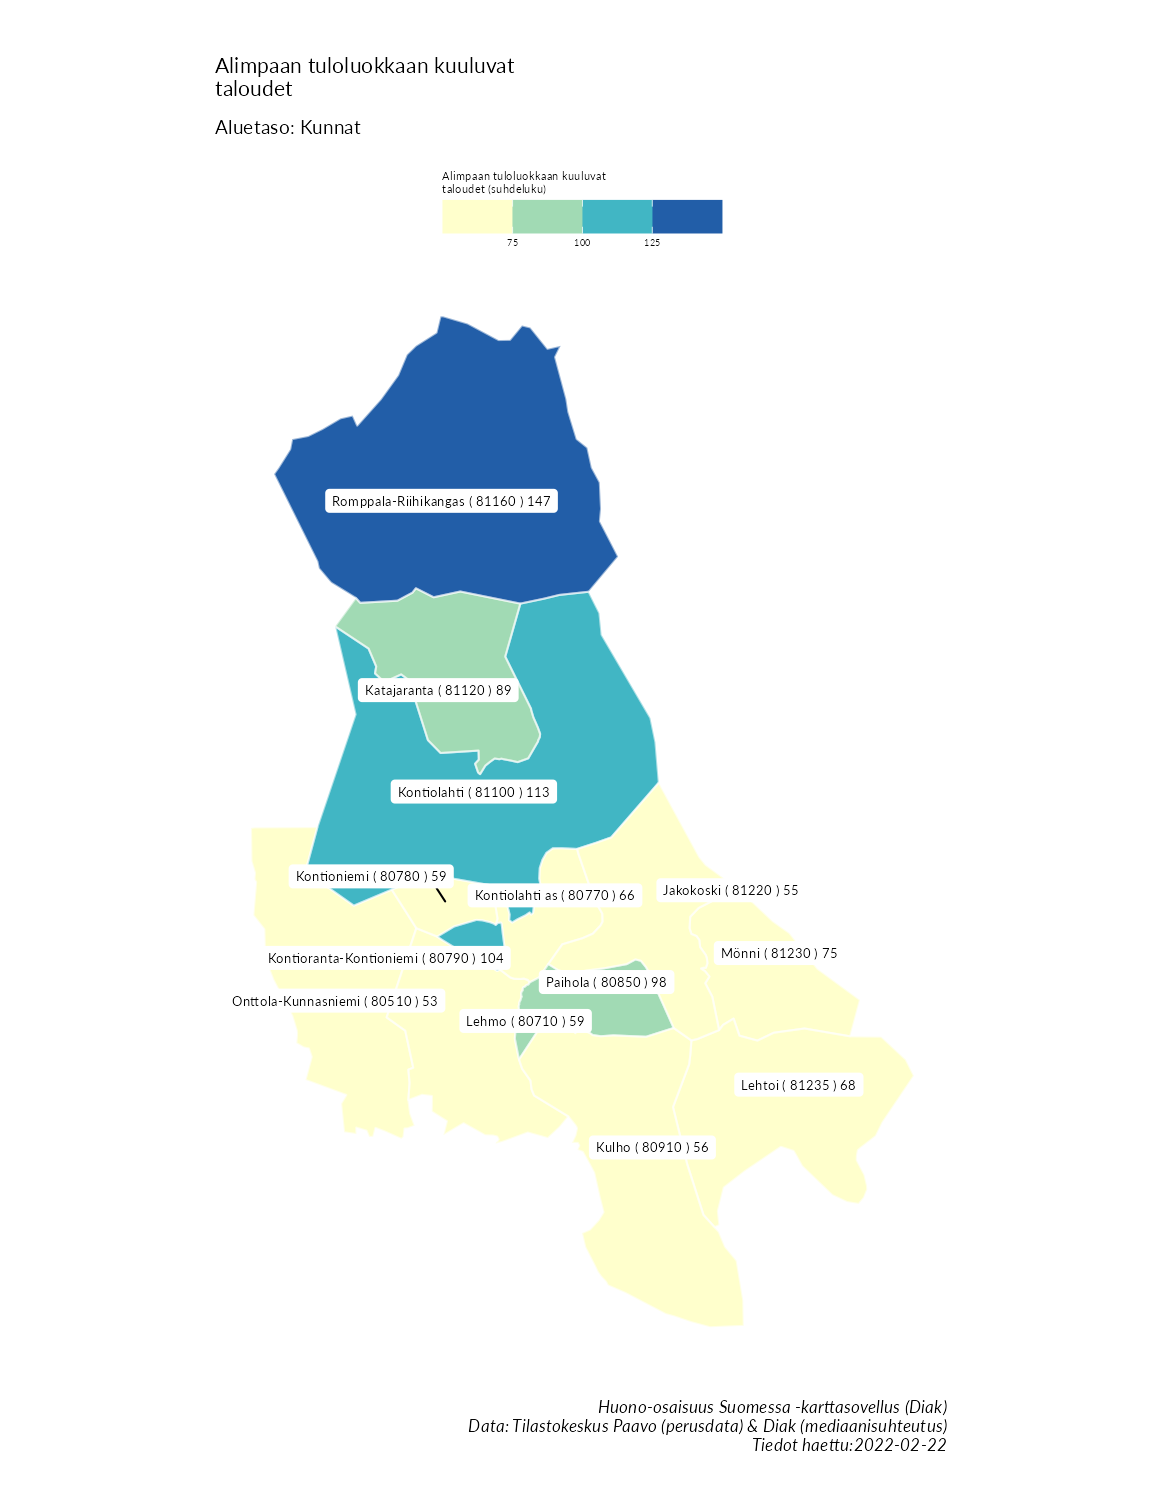 Alimpaan tuloluokkaan kuuluvat
taloudet
Aluetaso: Kunnat
Alimpaan tuloluokkaan kuuluvat
taloudet (suhdeluku)
75 100 125
Romppala-Riihikangas ( 81160 ) 147
Katajaranta ( 81120 ) 89
Kontiolahti ( 81100 ) 113
Kontioniemi ( 80780 ) 59
Kontiolahti as ( 80770 ) 66
Jakokoski ( 81220 ) 55
Kontioranta-Kontioniemi ( 80790 ) 104
Mönni ( 81230 ) 75
Paihola ( 80850 ) 98
Onttola-Kunnasniemi ( 80510 ) 53
Lehmo ( 80710 ) 59
Lehtoi ( 81235 ) 68
Kulho ( 80910 ) 56
Huono-osaisuus Suomessa -karttasovellus (Diak)
Data: Tilastokeskus Paavo (perusdata) & Diak (mediaanisuhteutus)
Tiedot haettu:2022-02-22